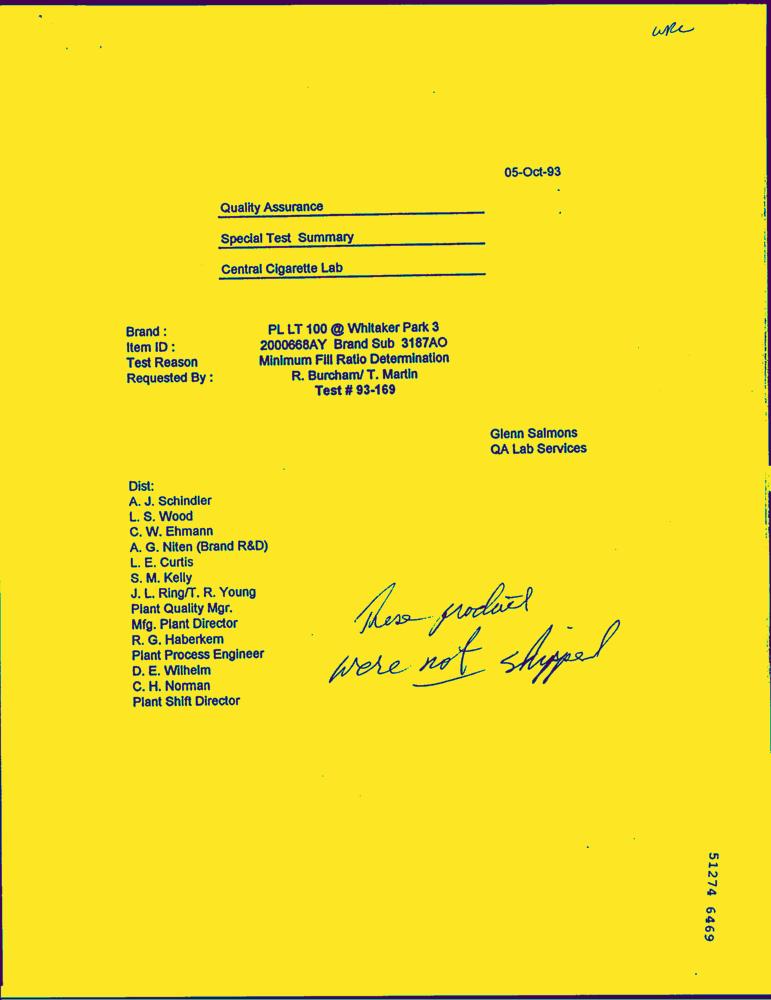 WRC
05-Oct-93
Quality Assurance
Special Test Summary
Central Cigarette Lab
Brand : PL LT 100 @ Whitaker Park 3
Item ID : 2000668AY Brand Sub 3187AO
Test Reason Minimum Fill Ratio Determination
Requested By : R. Burcham/ T. Martin
Test # 93-169
Glenn Salmons
QA Lab Services
Dist:
A. J. Schindler
L. S. Wood
C. W. Ehmann
A. G. Niten (Brand R&D)
L. E. Curtis
S. M. Kelly
J. L. Ring/T. R. Young
Plant Quality Mgr.
Mfg. Plant Director
R. G. Haberkern
Plant Process Engineer
D. E. Wilhelm
C. H. Norman
Plant Shift Director
These product
were not shipped
51274 6469